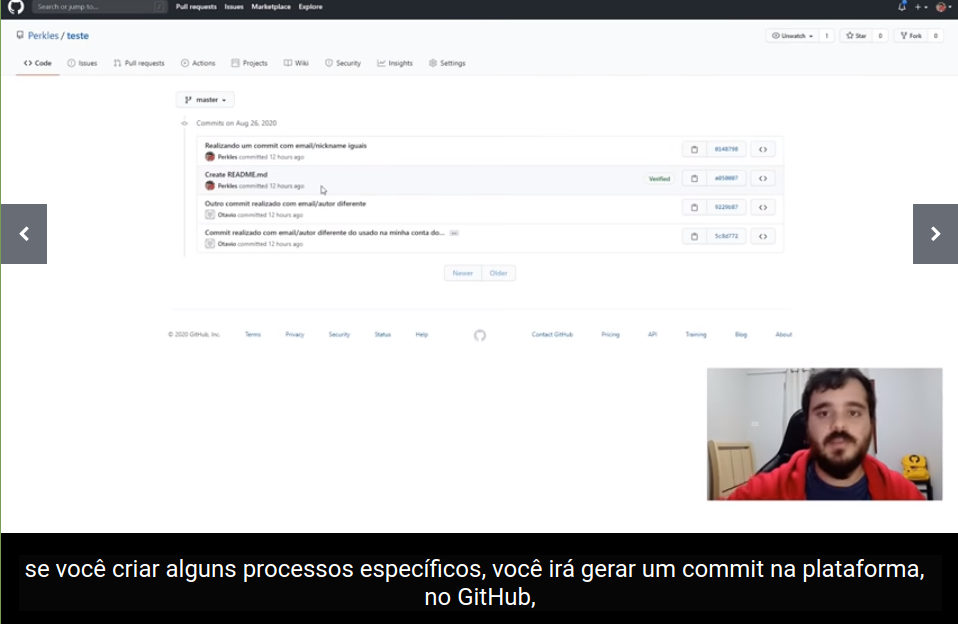 Search or jump to...
/
Pull requests Issues Marketplace Explore
Perkles / teste
Unwatch 1 Star 0 Fork 0
Code Issues Pull requests Actions Projects Wiki Security Insights Settings
master
Commits on Aug 26, 2020
Realizando um commit com email/nickname iguais
Perkles committed 12 hours ago
Create README.md
Perkles committed 12 hours ago
Verified
Outro commit realizado com email/autor diferente
Otavio committed 12 hours ago
9229b87
Commit realizado com email/autor diferente do usado na minha conta do...
Otavio committed 12 hours ago
5c8d772
Newer Older
© 2020 GitHub, Inc. Terms Privacy Security Status Help Contact GitHub Pricing API Training Blog About
se você criar alguns processos específicos, você irá gerar um commit na plataforma,
no GitHub,